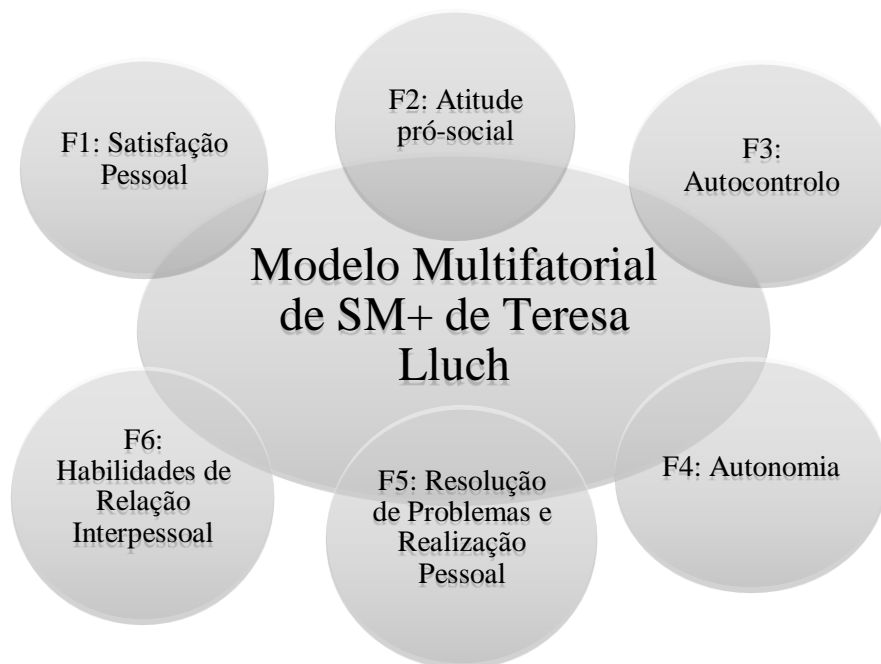 F1: Satisfação
Pessoal
F2: Atitude
pró-social
F3:
Autocontrolo
Modelo Multifatorial
de SM+ de Teresa
Lluch
F4: Autonomia
F5: Resolução
de Problemas e
Realização
Pessoal
F6:
Habilidades de
Relação
Interpessoal